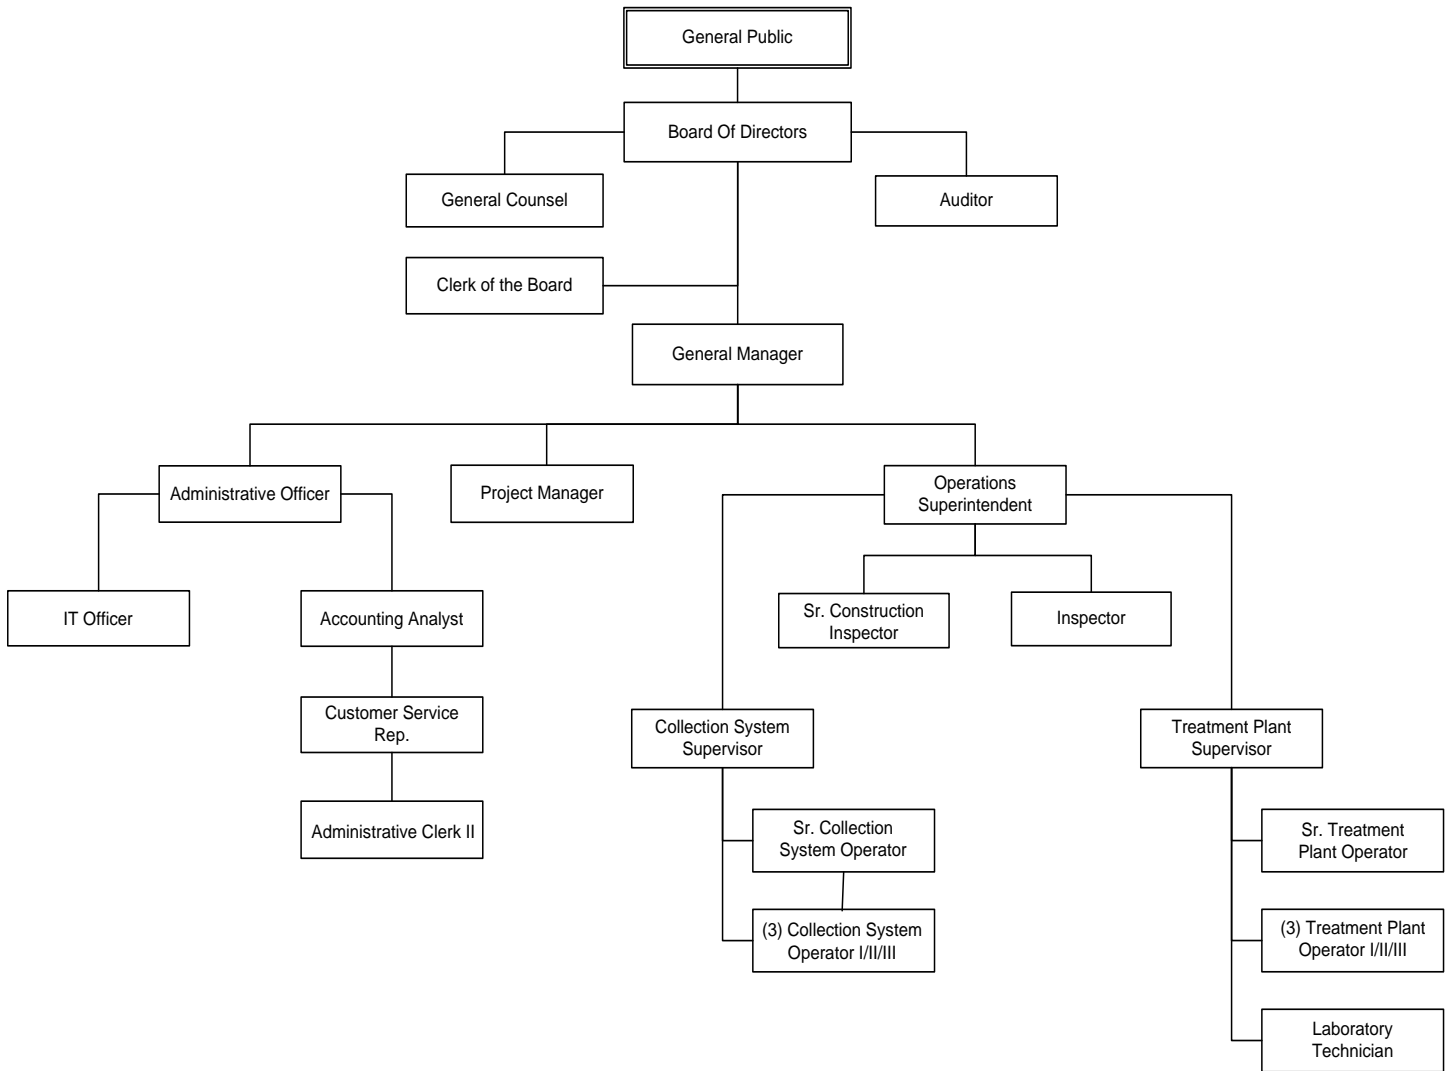 General Public
Board Of Directors
General Counsel
Auditor
Clerk of the Board
General Manager
Administrative Officer
Project Manager
Operations
Superintendent
IT Officer
Accounting Analyst
Sr. Construction
Inspector
Inspector
Customer Service
Rep.
Collection System
Supervisor
Treatment Plant
Supervisor
Administrative Clerk II
Sr. Collection
System Operator
Sr. Treatment
Plant Operator
(3) Collection System
Operator I/II/III
(3) Treatment Plant
Operator I/II/III
Laboratory
Technician